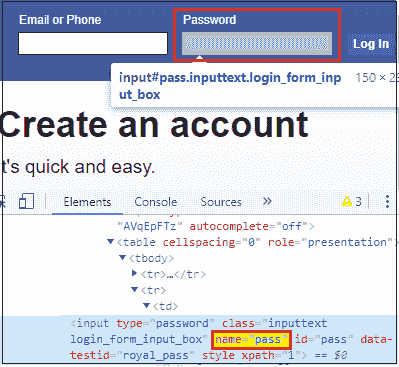 Email or Phone Password
Log In
input#pass.inputtext.login_form_inp 150 × 2
ut_box
Create an account
t's quick and easy.
Elements Console Sources » 3
"AVqEpFTz" autocomplete="off">
<table cellspacing="0" role="presentation">
<tbody>
<tr>…</tr>
<tr>
<td>
<input type="password" class="inputtext
login_form_input_box" name="pass" id="pass" data-
testid="royal_pass" style xpath="1"> == $0